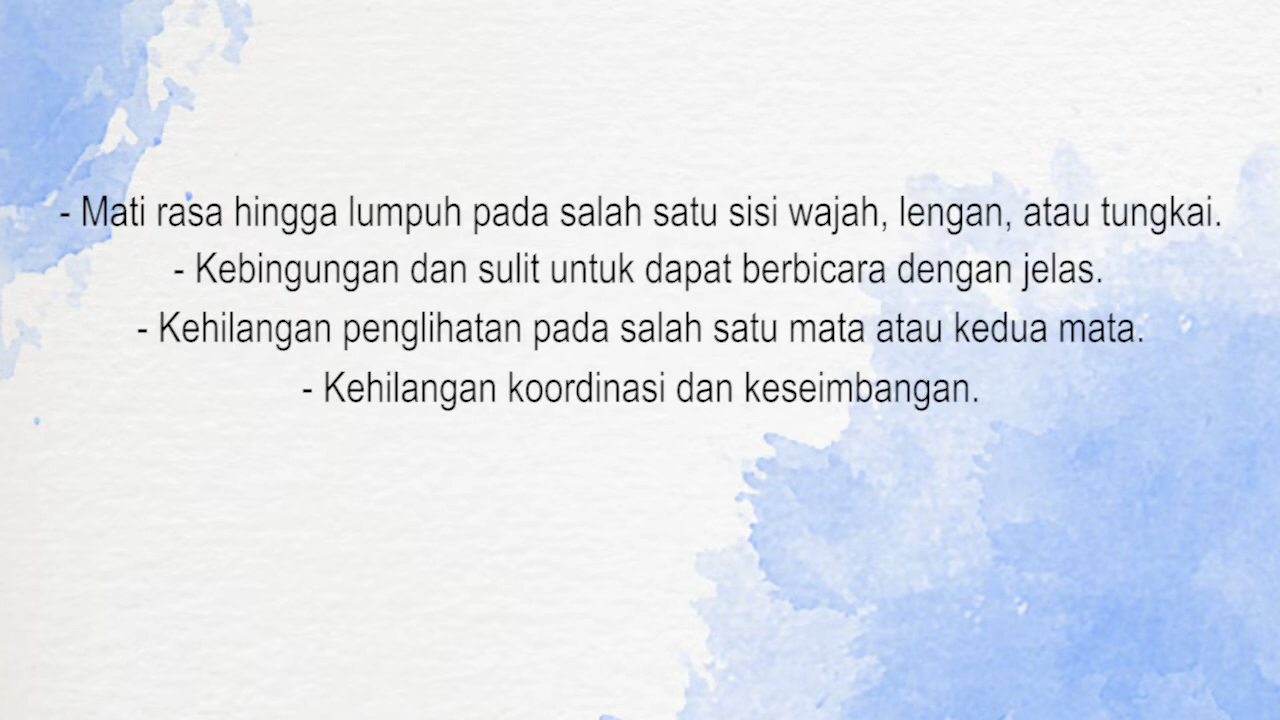 - Mati rasa hingga lumpuh pada salah satu sisi wajah, lengan, atau tungkai.
- Kebingungan dan sulit untuk dapat berbicara dengan jelas.
- Kehilangan penglihatan pada salah satu mata atau kedua mata.
- Kehilangan koordinasi dan keseimbangan.